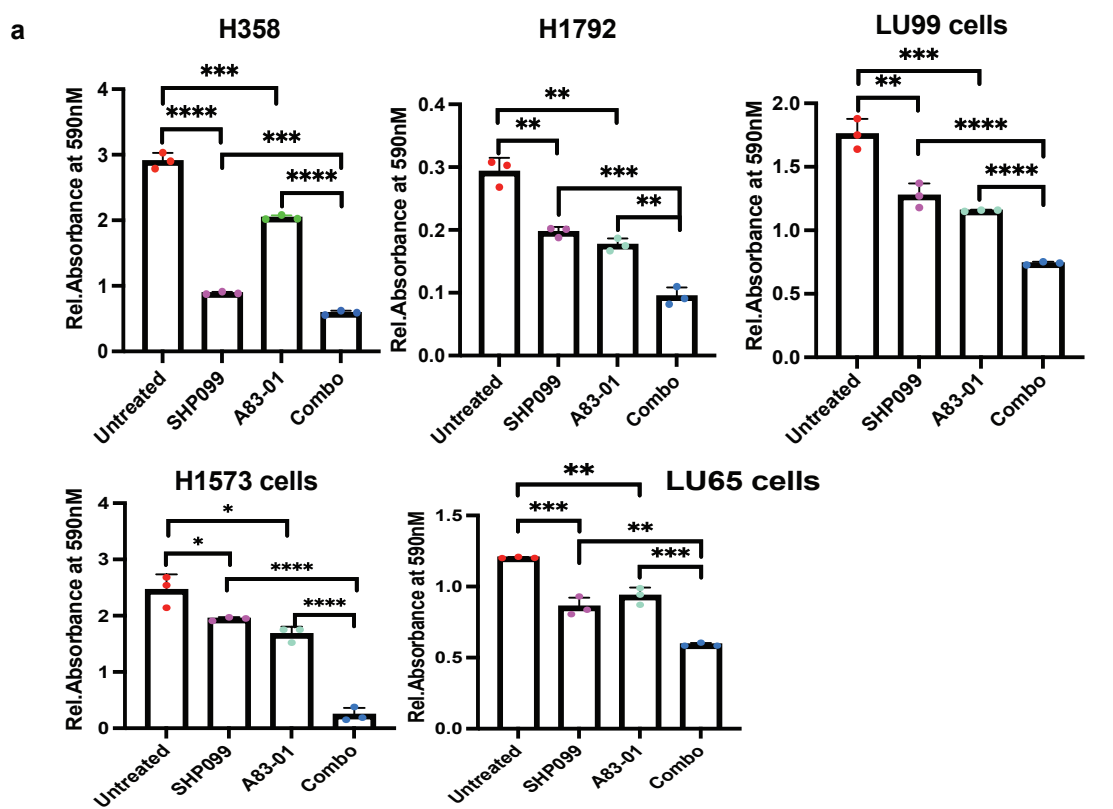 a
H358
Rel.Absorbance at 590nM
4
3
2
1
0
***
****
***
****
Untreated
SHP099
A83-01
Combo
H1792
Rel.Absorbance at 590nM
0.4
0.3
0.2
0.1
0.0
**
**
***
**
Untreated
SHP099
A83-01
Combo
LU99 cells
Rel.Absorbance at 590nM
2.0
1.5
1.0
0.5
0.0
***
**
****
****
Untreated
SHP099
A83-01
Combo
H1573 cells
Rel.Absorbance at 590nM
4
3
2
1
0
*
*
****
****
Untreated
SHP099
A83-01
Combo
LU65 cells
Rel.Absorbance at 590nM
1.5
1.0
0.5
0.0
**
***
**
***
Untreated
SHP099
A83-01
Combo